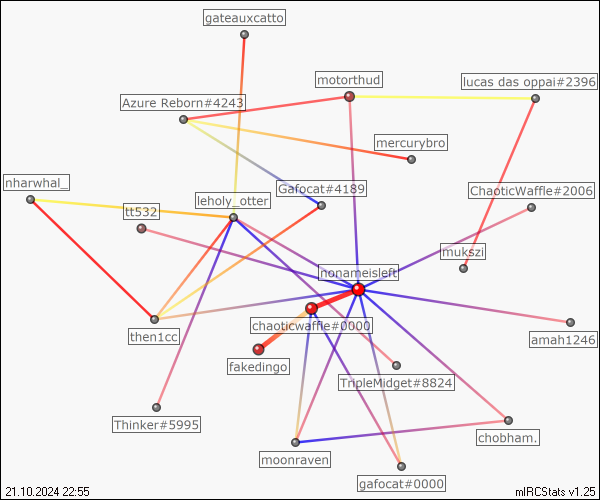 gateauxcatto
motorthud
lucas das oppai#2396
Azure Reborn#4243
mercurybro
nharwhal_
Gafocat#4189
ChaoticWaffle#2006
leholy_otter
tt532
mukszi
nonameisleft
chaoticwaffle#0000
then1cc
amah1246
fakedingo
TripleMidget#8824
Thinker#5995
chobham.
moonraven
gafocat#0000
21.10.2024 22:55
mIRCStats v1.25